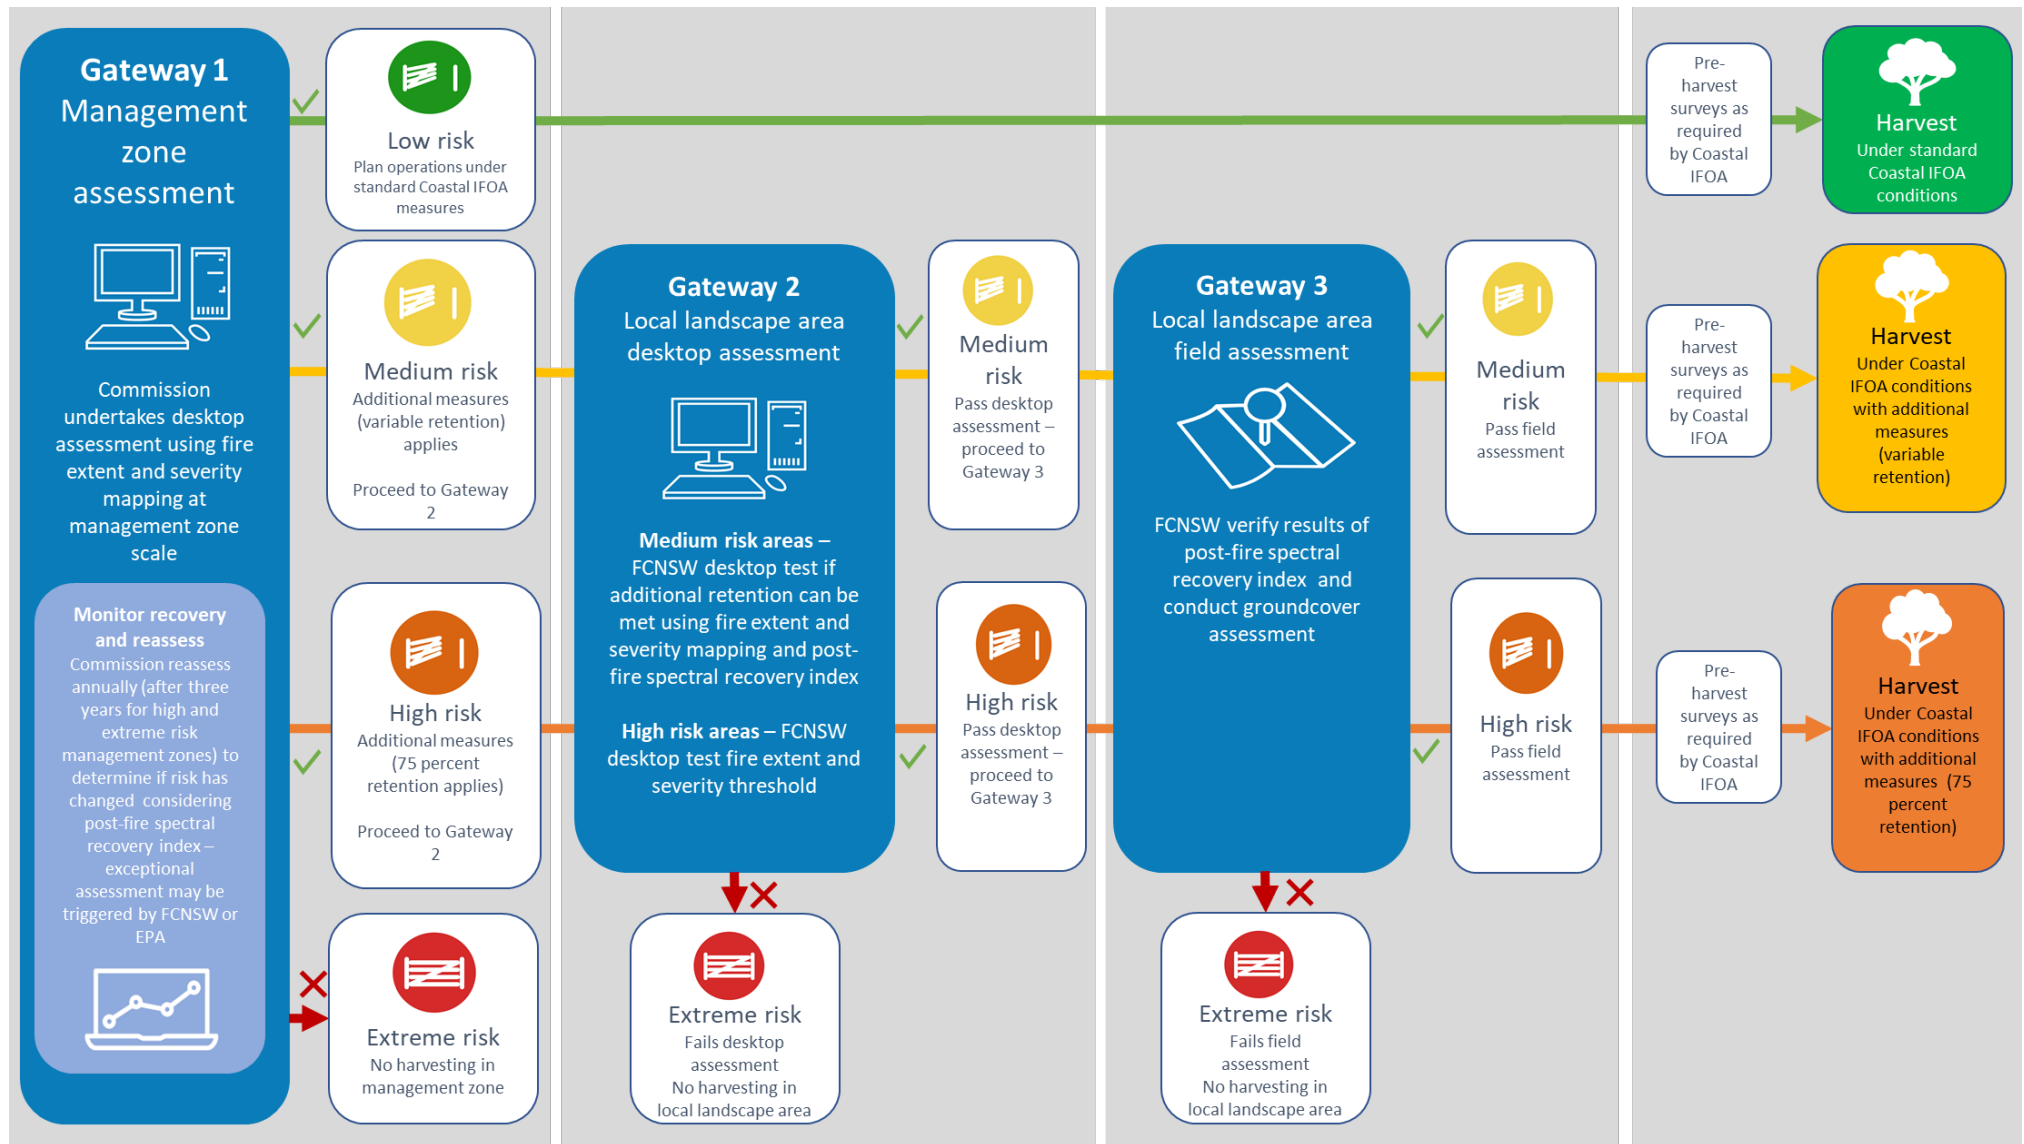 Gateway 1
Management
zone
assessment
Commission
undertakes desktop
assessment using fire
extent and severity
mapping at
management zone
scale
Monitor recovery
and reassess
Commission reassess
annually (after three
years for high and
extreme risk
management zones) to
determine if risk has
changed considering
post-fire spectral
recovery index –
exceptional
assessment may be
triggered by FCNSW or
EPA
Low risk
Plan operations under
standard Coastal IFOA
measures
Medium risk
Additional measures
(variable retention)
applies
Proceed to Gateway
2
High risk
Additional measures
(75 percent
retention applies)
Proceed to Gateway
2
Extreme risk
No harvesting in
management zone
Gateway 2
Local landscape area
desktop assessment
Medium risk areas –
FCNSW desktop test if
additional retention can be
met using fire extent and
severity mapping and post-
fire spectral recovery index
High risk areas – FCNSW
desktop test fire extent and
severity threshold
Medium
risk
Pass desktop
assessment –
proceed to
Gateway 3
High risk
Pass desktop
assessment –
proceed to
Gateway 3
Extreme risk
Fails desktop
assessment
No harvesting in
local landscape area
Gateway 3
Local landscape area
field assessment
FCNSW verify results of
post-fire spectral
recovery index and
conduct groundcover
assessment
Medium
risk
Pass field
assessment
High risk
Pass field
assessment
Extreme risk
Fails field
assessment
No harvesting in
local landscape area
Pre-
harvest
surveys as
required
by Coastal
IFOA
Harvest
Under standard
Coastal IFOA
conditions
Pre-
harvest
surveys as
required
by Coastal
IFOA
Harvest
Under Coastal
IFOA conditions
with additional
measures
(variable
retention)
Pre-
harvest
surveys as
required
by Coastal
IFOA
Harvest
Under Coastal
IFOA conditions
with additional
measures (75
percent
retention)